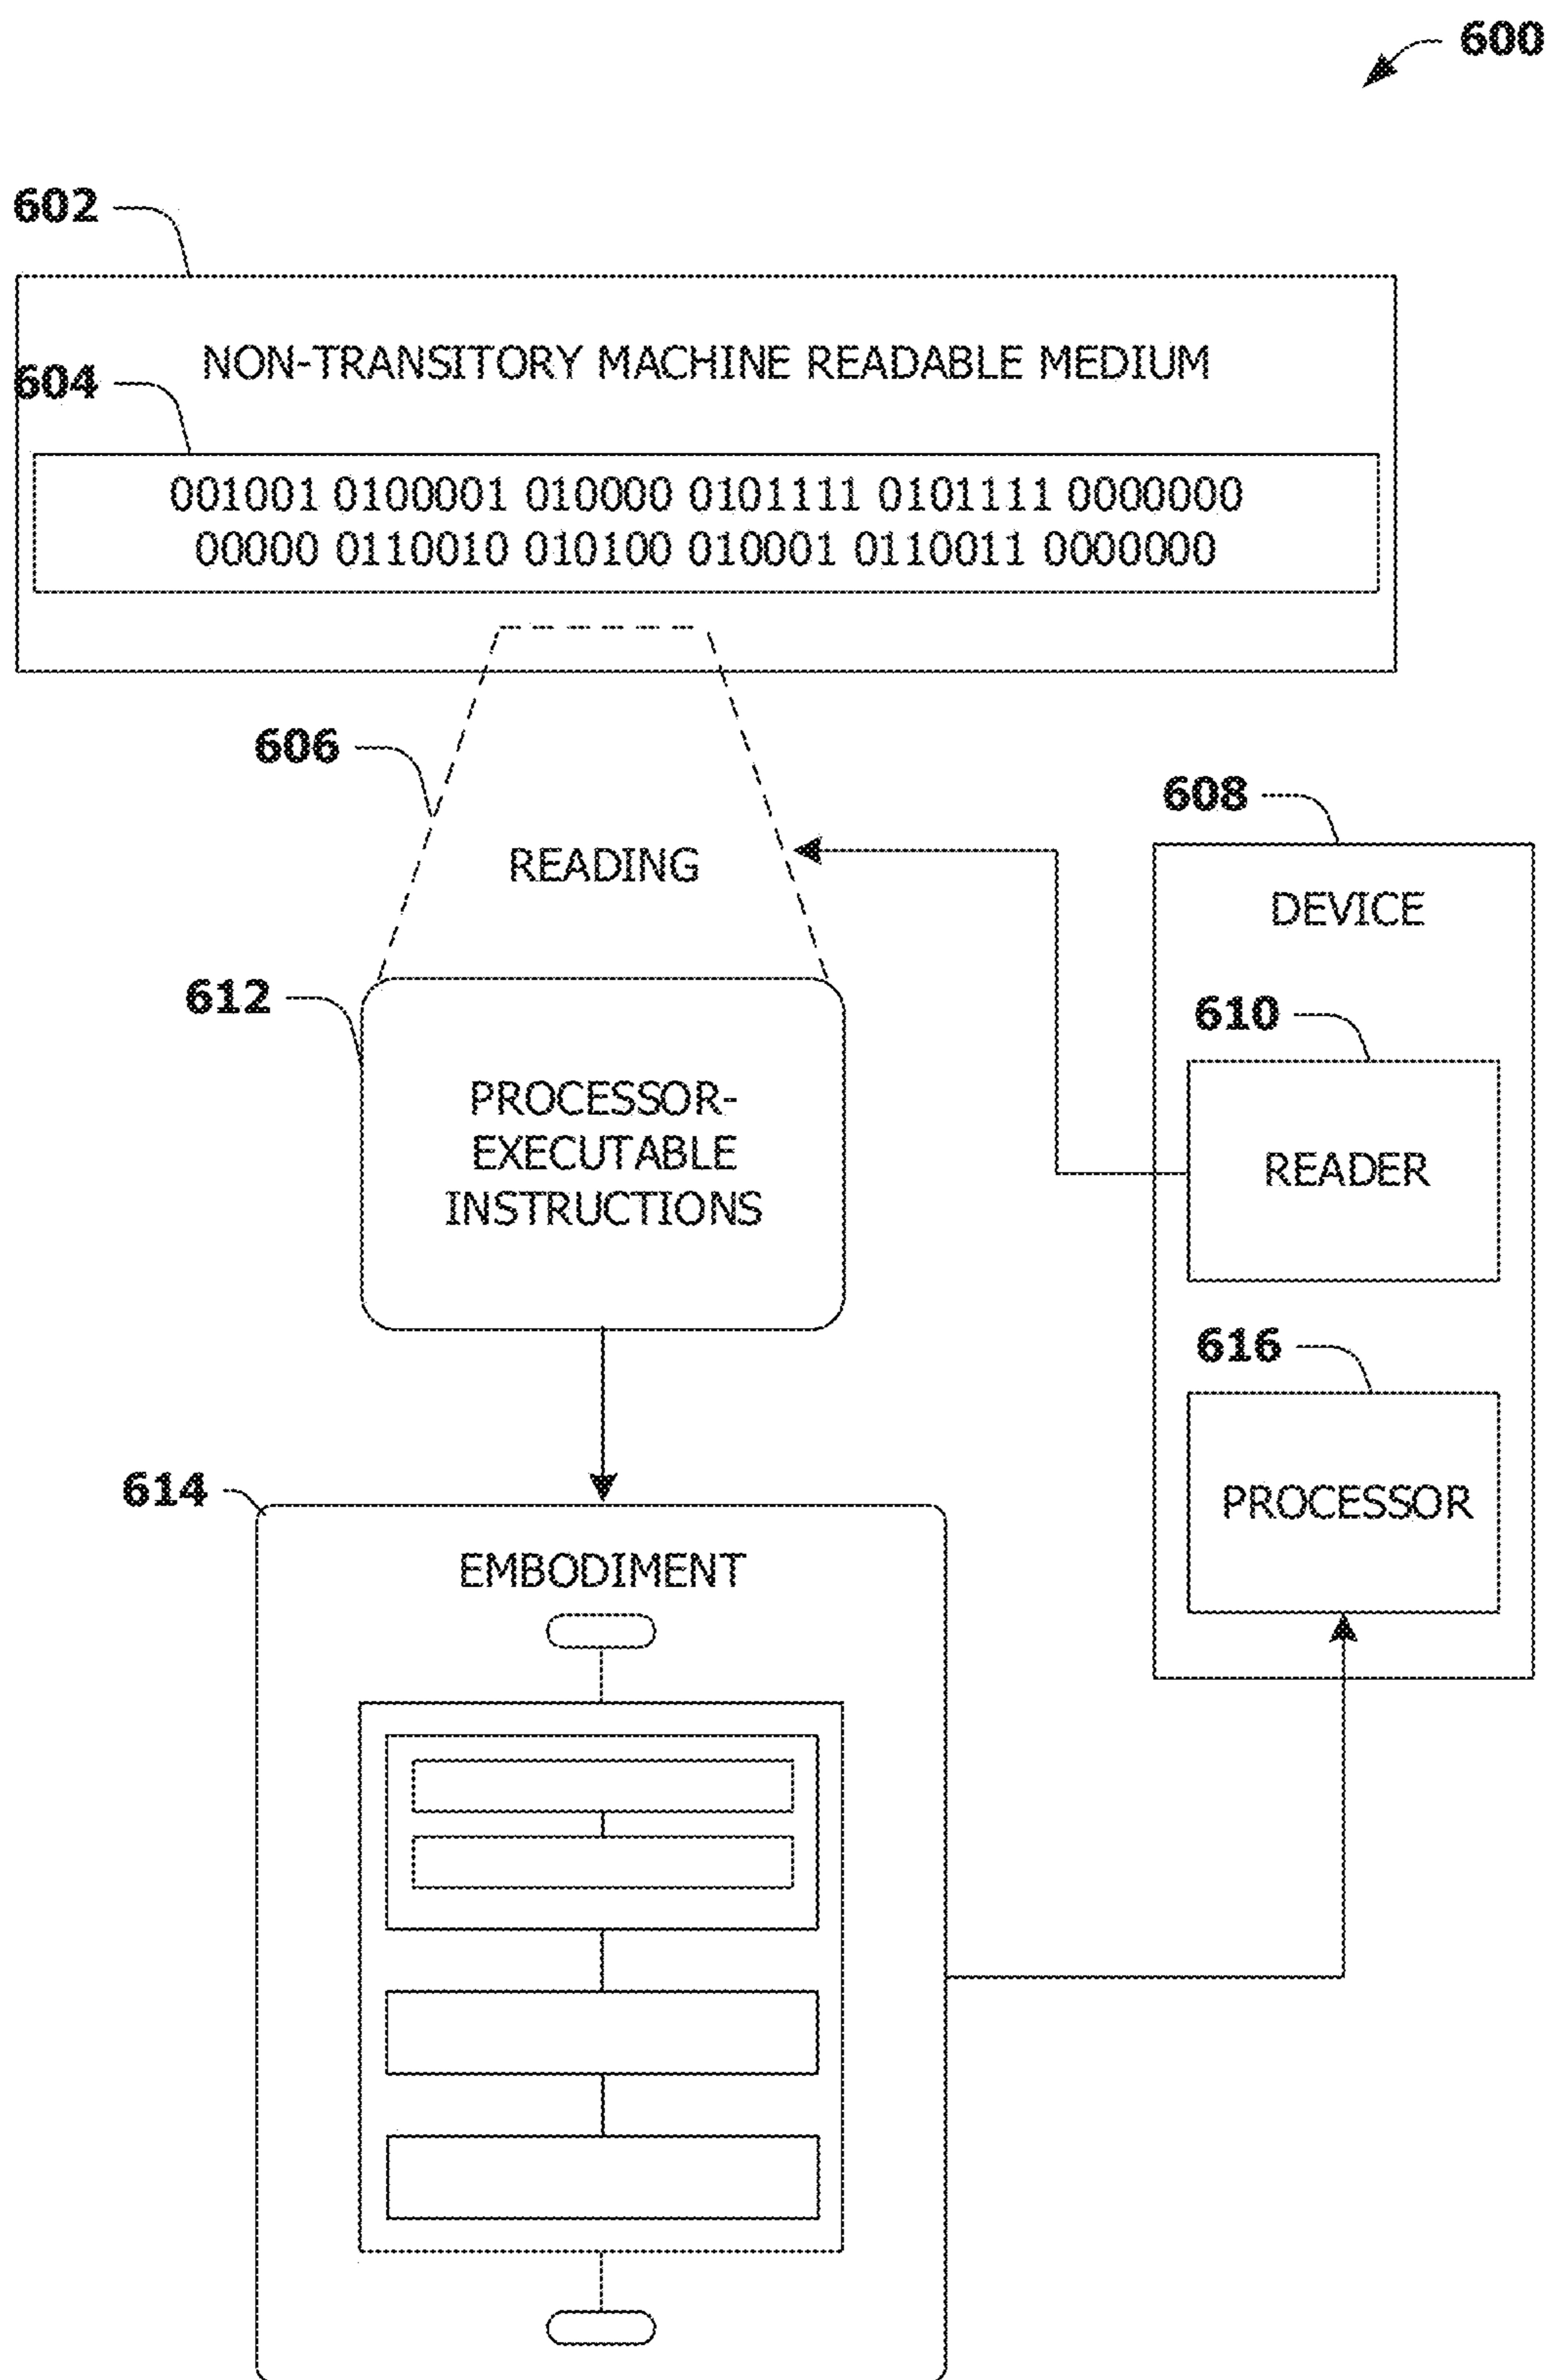 600
602
NON-TRANSITORY MACHINE READABLE MEDIUM
604
001001 0100001 010000 0101111 0101111 0000000
00000 0110010 010100 010001 0110011 0000000
606
READING
608
DEVICE
610
READER
612
PROCESSOR-
EXECUTABLE
INSTRUCTIONS
616
PROCESSOR
614
EMBODIMENT